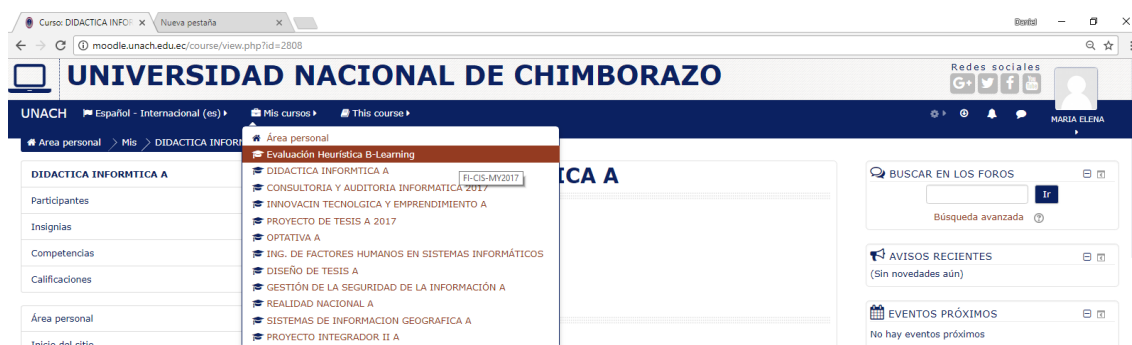 Curso: DIDACTICA INFOR
Nueva pestaña
Daniel
moodle.unach.edu.ec/course/view.php?id=2808
UNIVERSIDAD NACIONAL DE CHIMBORAZO
Redes sociales
UNACH
Español - Internacional (es)
Mis cursos
This course
MARIA ELENA
Area personal
Mis
DIDACTICA INFOR
Área personal
Evaluación Heurística B-Learning
DIDACTICA INFORMTICA A
FI-CIS-MY2017
CONSULTORIA Y AUDITORIA INFORMATICA 2017
INNOVACIN TECNOLGICA Y EMPRENDIMIENTO A
PROYECTO DE TESIS A 2017
OPTATIVA A
ING. DE FACTORES HUMANOS EN SISTEMAS INFORMÁTICOS
DISEÑO DE TESIS A
GESTIÓN DE LA SEGURIDAD DE LA INFORMACIÓN A
REALIDAD NACIONAL A
SISTEMAS DE INFORMACION GEOGRAFICA A
PROYECTO INTEGRADOR II A
DIDACTICA INFORMTICA A
Participantes
Insignias
Competencias
Calificaciones
Área personal
Inicio del sitio
ICA A
BUSCAR EN LOS FOROS
Ir
Búsqueda avanzada
AVISOS RECIENTES
(Sin novedades aún)
EVENTOS PRÓXIMOS
No hay eventos próximos